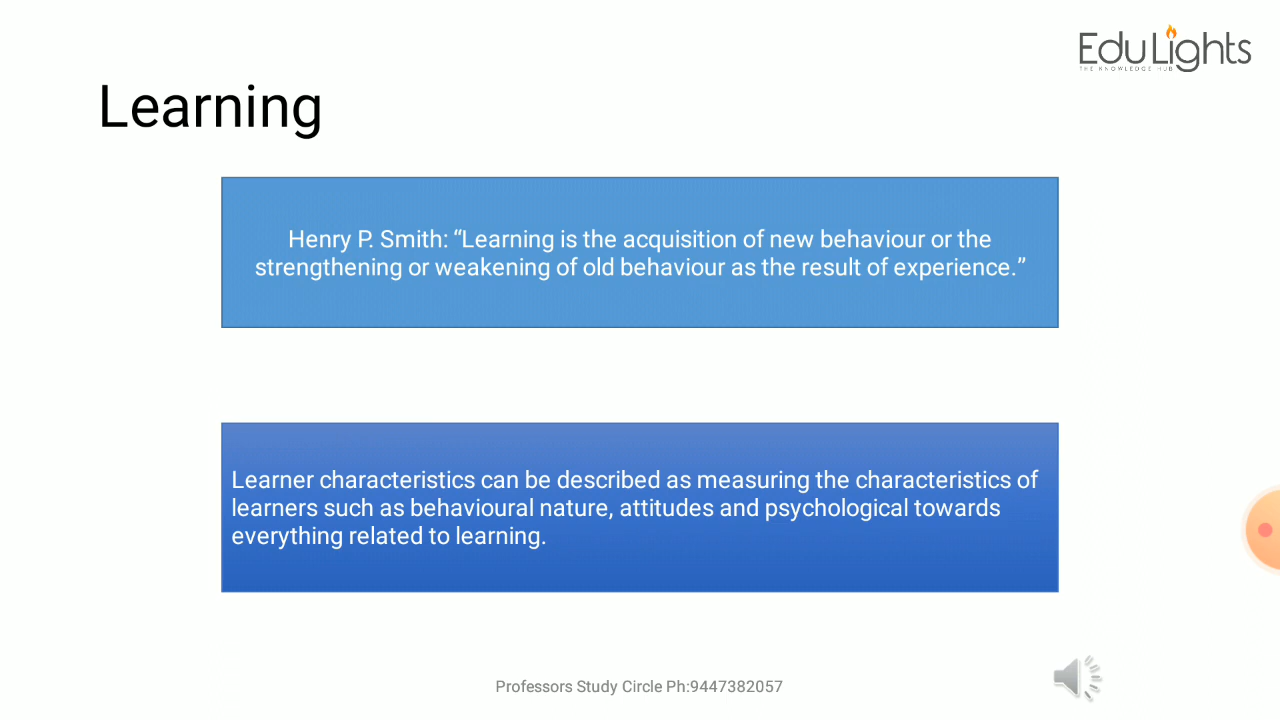 EduLights
THE KNOWLEDGE HUB
Learning
Henry P. Smith: “Learning is the acquisition of new behaviour or the
strengthening or weakening of old behaviour as the result of experience.”
Learner characteristics can be described as measuring the characteristics of
learners such as behavioural nature, attitudes and psychological towards
everything related to learning.
Professors Study Circle Ph:9447382057